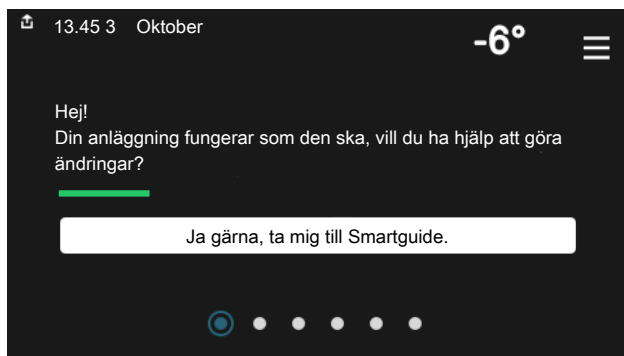 13.45 3 Oktober
-6°
Hej!
Din anläggning fungerar som den ska, vill du ha hjälp att göra
ändringar?
Ja gärna, ta mig till Smartguide.